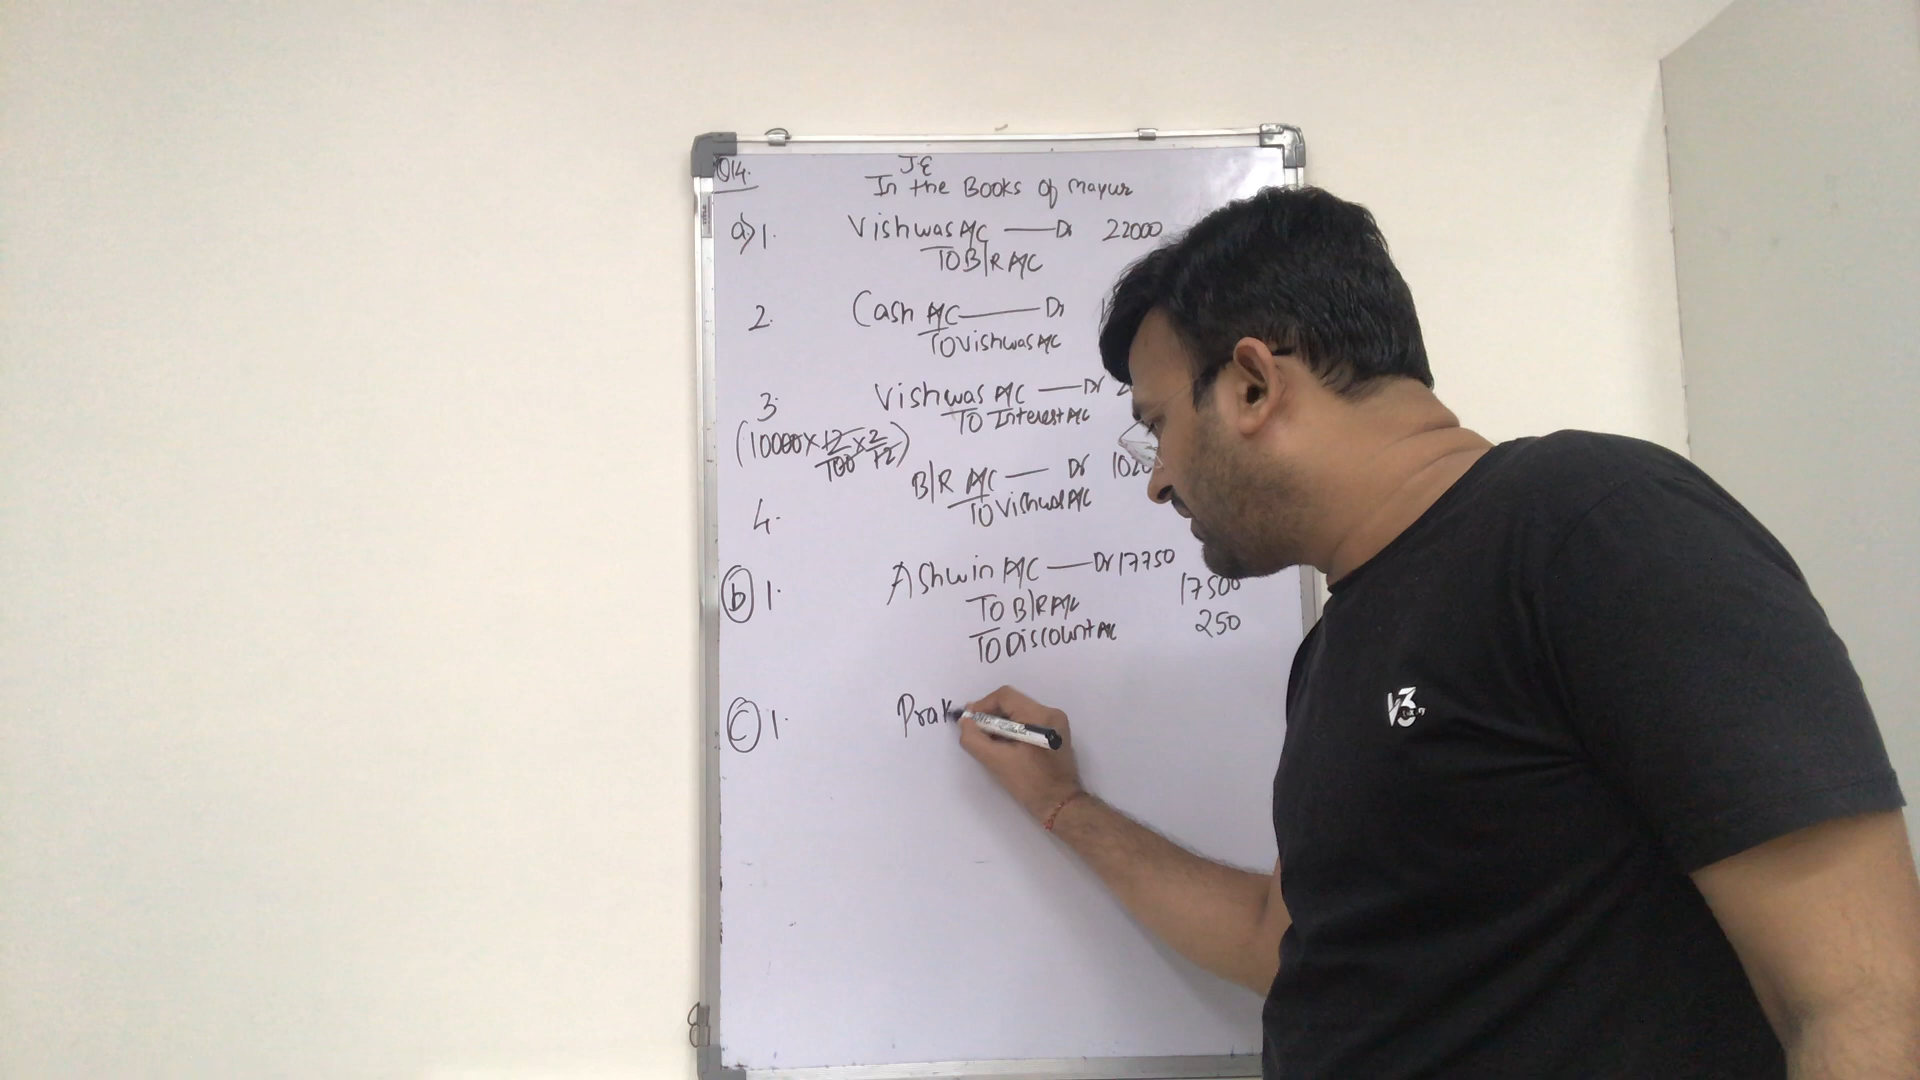 Q14. J.E
In the Books of Mayur
a) 1. Vishwas A/C —— Dr 22000
To B/R A/C
2. Cash A/C —— Dr
To Vishwas A/C
3. Vishwas A/C —— Dr
To Interest A/C
(10000 × 12/100 × 2/12)
B/R A/C —— Dr
To Vishwas A/C
4.
(b) 1. Ashwin A/C —— Dr 17750
To B/R A/C 17500
To Discount A/C 250
(c) 1. Prak
V3